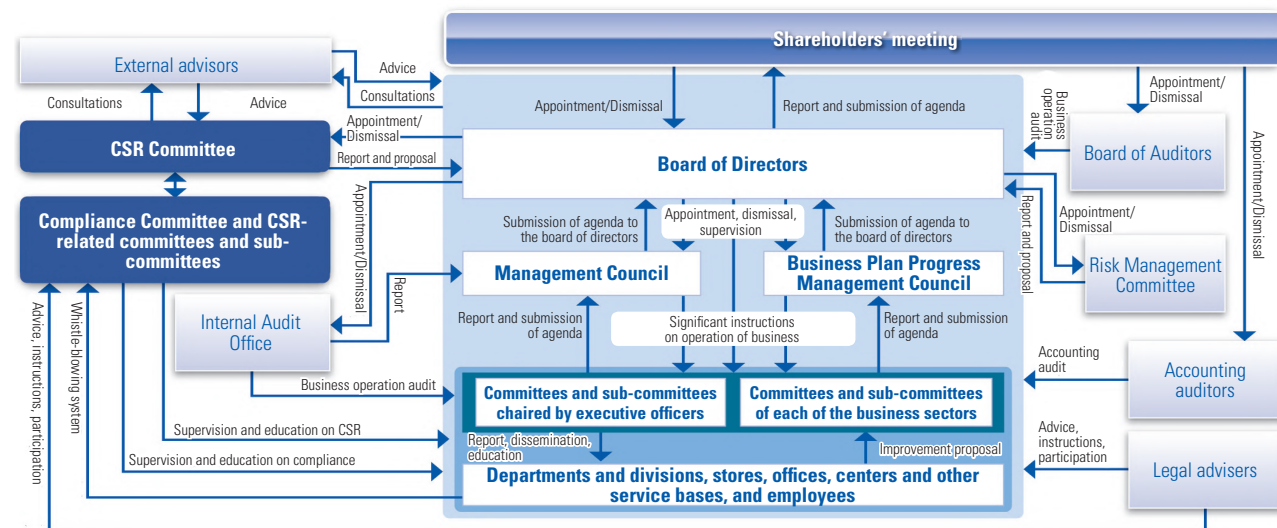 Shareholders' meeting
External advisors
Advice
Consultations
Consultations
Advice
Appointment/Dismissal
Report and submission of agenda
Business
operation
audit
Appointment/
Dismissal
Appointment/
Dismissal
CSR Committee
Report and proposal
Board of Directors
Board of Auditors
Appointment/Dismissal
Compliance Committee and CSR-
related committees and sub-
committees
Appointment/Dismissal
Submission of agenda to
the board of directors
Appointment, dismissal,
supervision
Submission of agenda to
the board of directors
Report and proposal
Appointment/
Dismissal
Management Council
Business Plan Progress
Management Council
Risk Management
Committee
Report
Internal Audit
Office
Report and submission
of agenda
Significant instructions
on operation of business
Report and submission
of agenda
Advice, instructions, participation
Whistle-blowing system
Business operation audit
Committees and sub-committees
chaired by executive officers
Committees and sub-committees
of each of the business sectors
Accounting
audit
Accounting
auditors
Supervision and education on CSR
Report, dissemination,
education
Improvement proposal
Supervision and education on compliance
Departments and divisions, stores, offices, centers and other
service bases, and employees
Advice,
instructions,
participation
Legal advisers